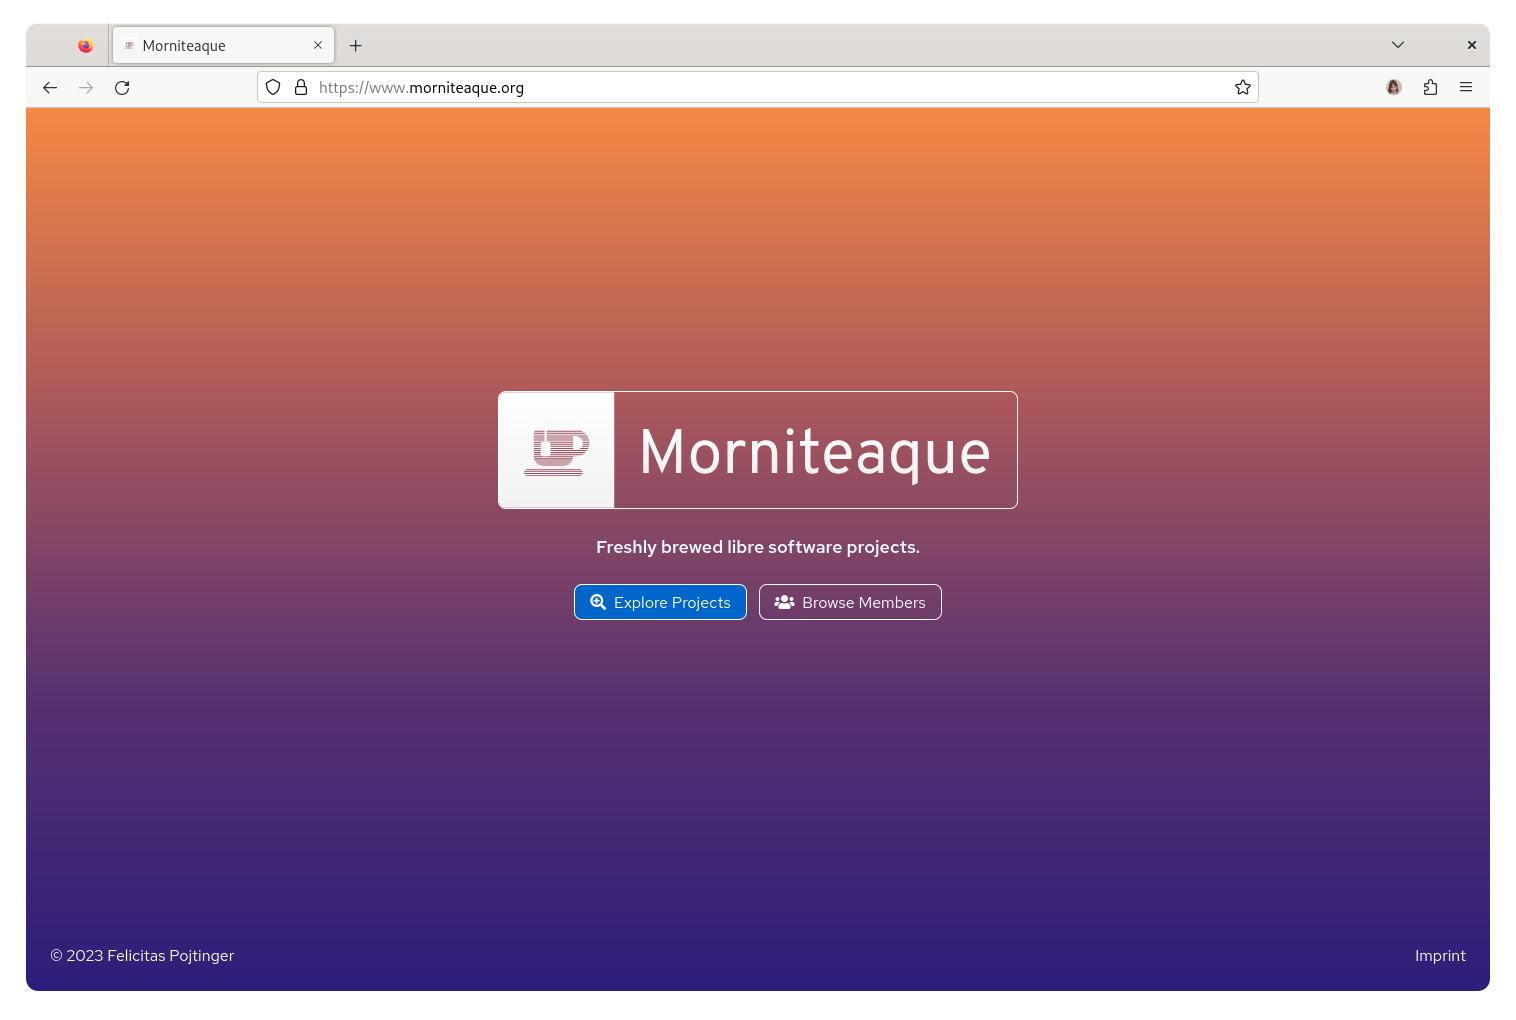 Morniteaque
https://www.morniteaque.org
Morniteaque
Freshly brewed libre software projects.
Explore Projects
Browse Members
© 2023 Felicitas Pojtinger
Imprint